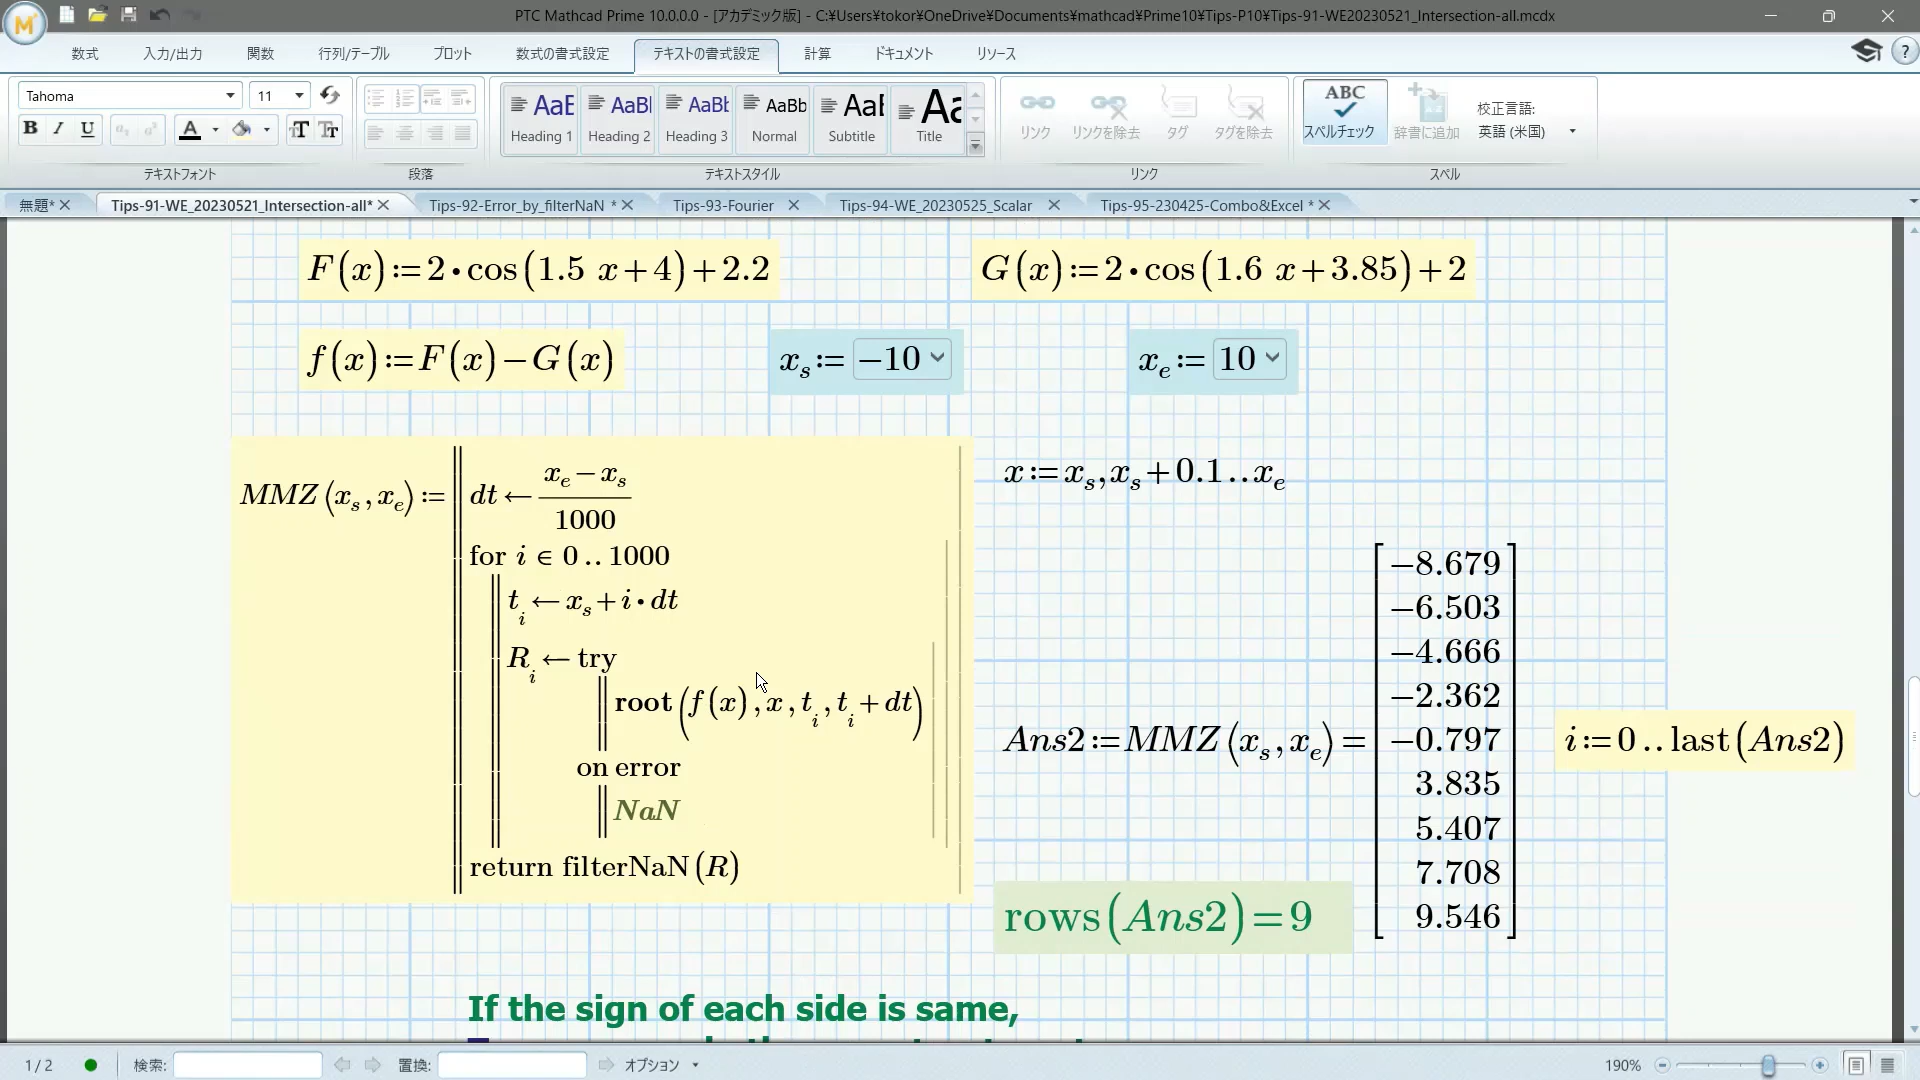 PTC Mathcad Prime 10.0.0.0 - [アカデミック版] - C:¥Users¥tokor¥OneDrive¥Documents¥mathcad¥Prime10¥Tips-P10¥Tips-91-WE20230521_Intersection-all.mcdx
数式 入力/出力 関数 行列/テーブル プロット 数式の書式設定 テキストの書式設定 計算 ドキュメント リソース
Tahoma 11
B I U
AaE AaBl AaBb AaBb AaE Aa
Heading 1 Heading 2 Heading 3 Normal Subtitle Title
リンク リンクを除去 タグ タグを除去
ABC
スペルチェック 辞書に追加
校正言語:
英語 (米国)
テキストフォント 段落 テキストスタイル リンク スペル
無題* Tips-91-WE_20230521_Intersection-all* Tips-92-Error_by_filterNaN * Tips-93-Fourier Tips-94-WE_20230525_Scalar Tips-95-230425-Combo&Excel *
F(x):=2•cos(1.5 x+4)+2.2 G(x):=2•cos(1.6 x+3.85)+2
f(x):=F(x)−G(x) xₛ:= −10 xₑ:= 10
MMZ(xₛ,xₑ):= dt←(xₑ−xₛ)/1000
for i ∈ 0..1000
tᵢ←xₛ+i•dt
Rᵢ←try
root(f(x),x,tᵢ,tᵢ+dt)
on error
NaN
return filterNaN(R)
x:=xₛ,xₛ+0.1..xₑ
Ans2:=MMZ(xₛ,xₑ)=
−8.679
−6.503
−4.666
−2.362
−0.797
3.835
5.407
7.708
9.546
i:=0..last(Ans2)
rows(Ans2)=9
If the sign of each side is same,
1 / 2 検索: 置換: オプション 190%